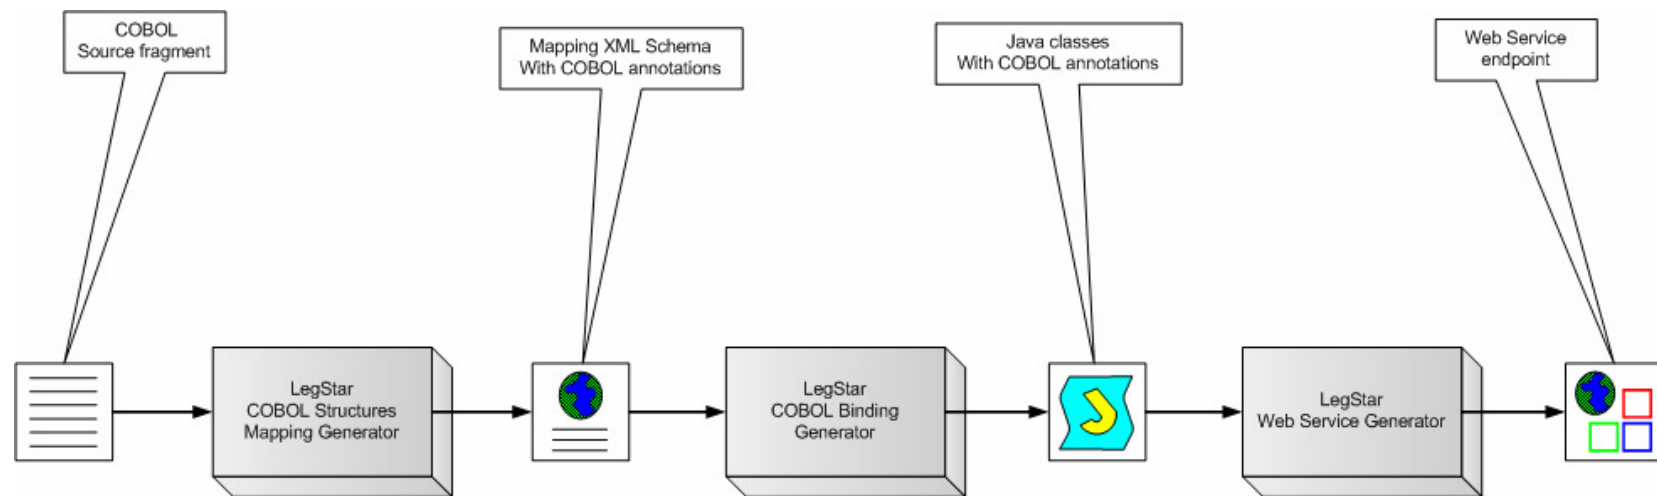 COBOL
Source fragment
Mapping XML Schema
With COBOL annotations
Java classes
With COBOL annotations
Web Service
endpoint
LegStar
COBOL Structures
Mapping Generator
LegStar
COBOL Binding
Generator
LegStar
Web Service Generator